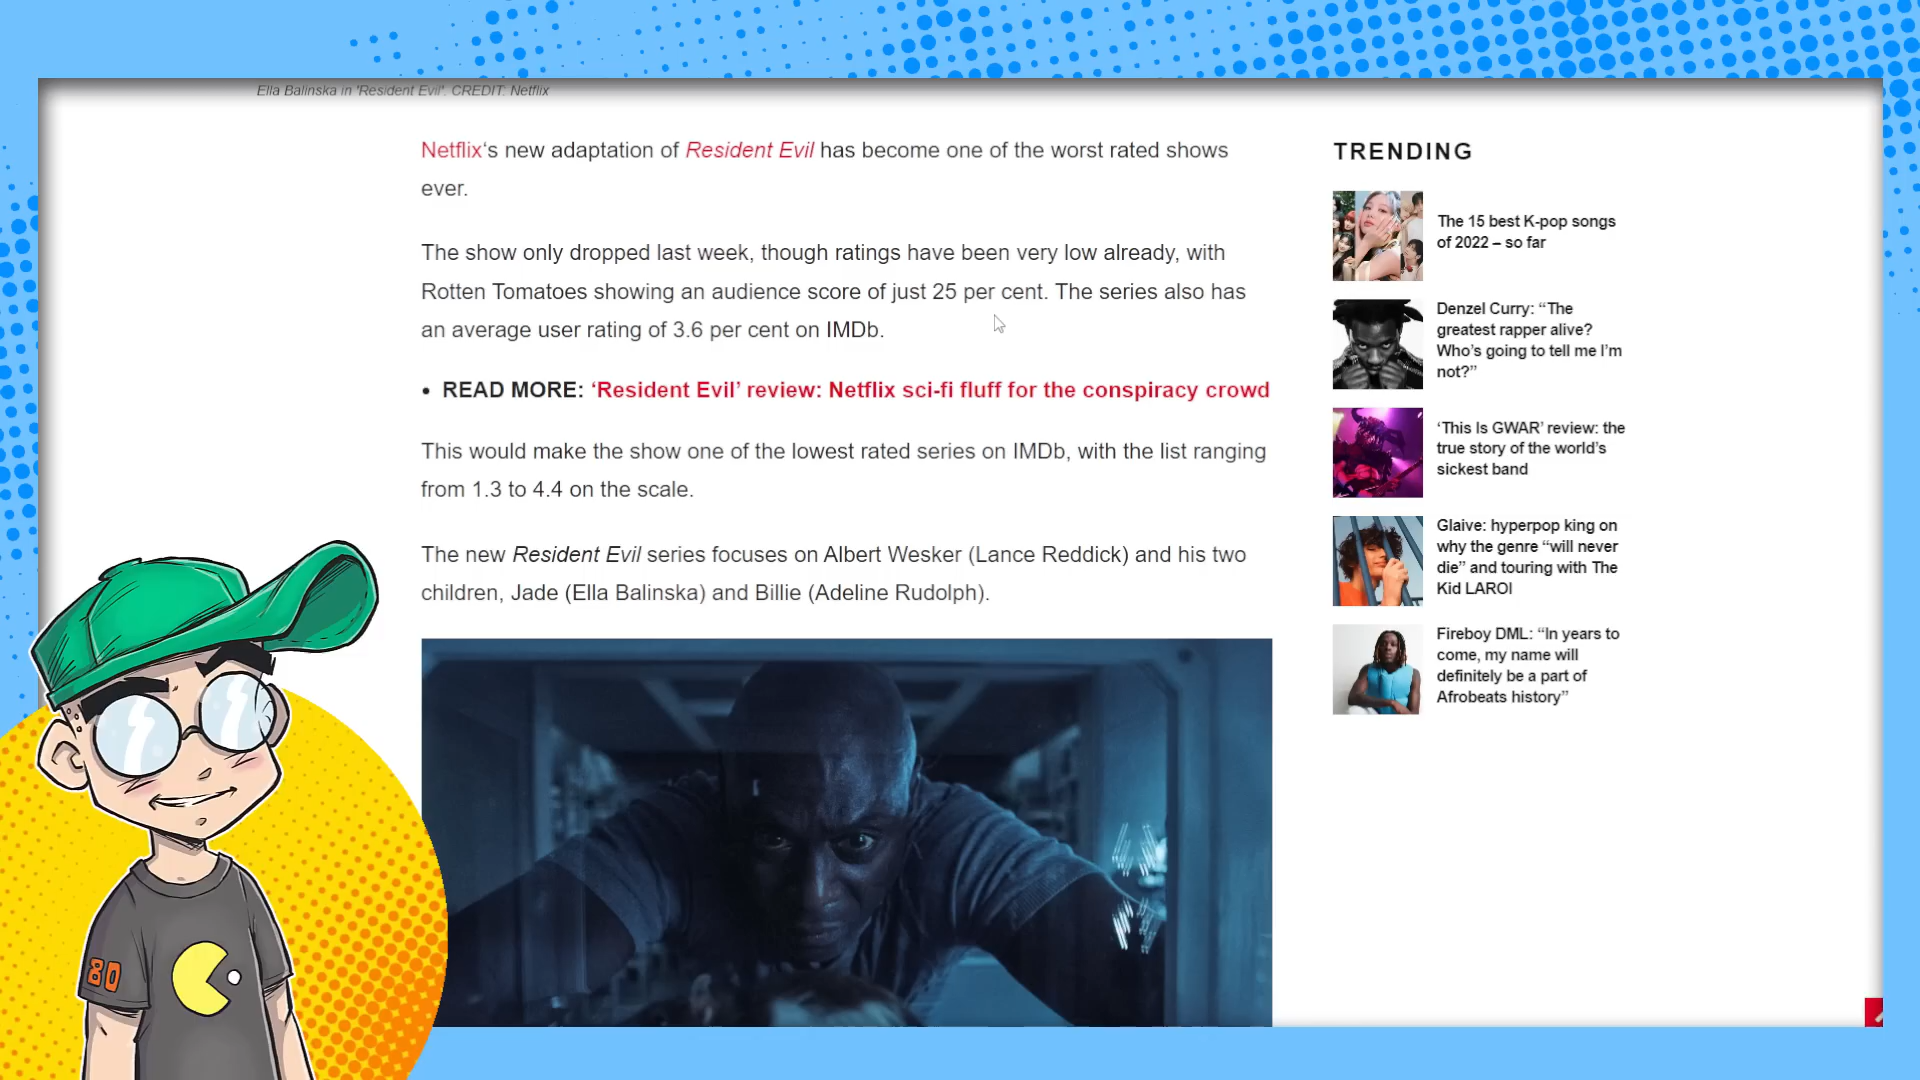 Ella Balinska in 'Resident Evil'. CREDIT: Netflix
Netflix‘s new adaptation of Resident Evil has become one of the worst rated shows
ever.
The show only dropped last week, though ratings have been very low already, with
Rotten Tomatoes showing an audience score of just 25 per cent. The series also has
an average user rating of 3.6 per cent on IMDb.
• READ MORE: ‘Resident Evil’ review: Netflix sci-fi fluff for the conspiracy crowd
This would make the show one of the lowest rated series on IMDb, with the list ranging
from 1.3 to 4.4 on the scale.
The new Resident Evil series focuses on Albert Wesker (Lance Reddick) and his two
children, Jade (Ella Balinska) and Billie (Adeline Rudolph).
TRENDING
The 15 best K-pop songs
of 2022 – so far
Denzel Curry: “The
greatest rapper alive?
Who’s going to tell me I’m
not?”
‘This Is GWAR’ review: the
true story of the world’s
sickest band
Glaive: hyperpop king on
why the genre “will never
die” and touring with The
Kid LAROI
Fireboy DML: “In years to
come, my name will
definitely be a part of
Afrobeats history”
80